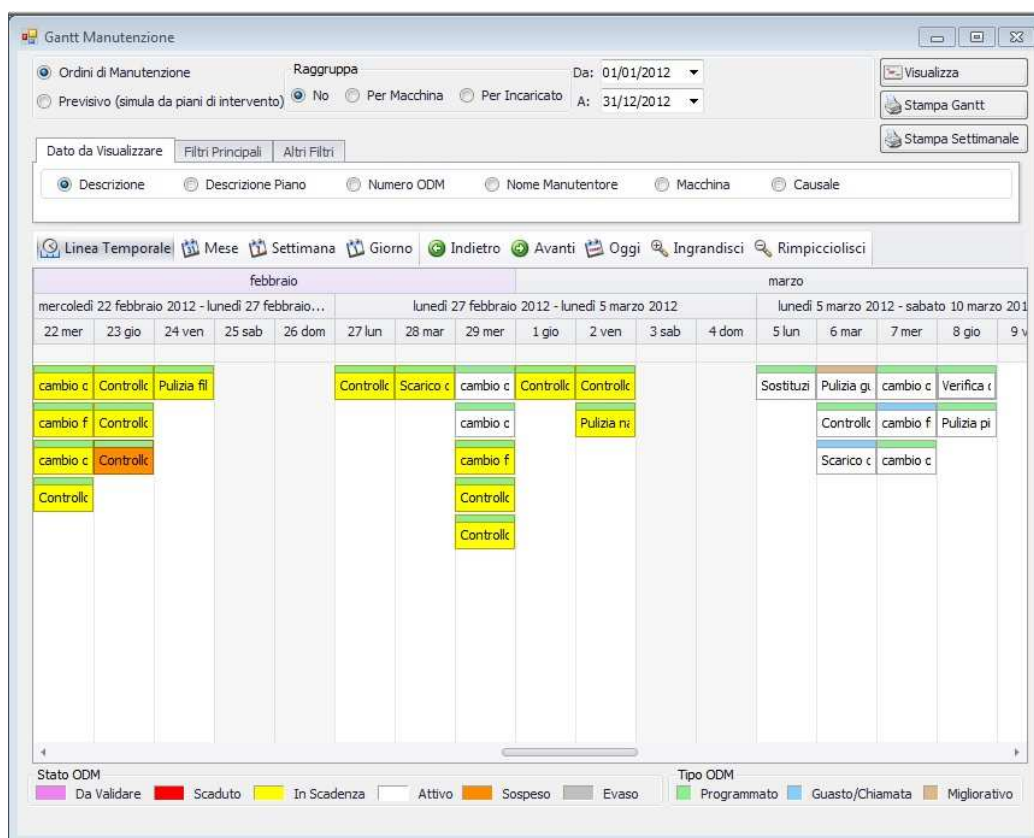 Gantt Manutenzione
Ordini di Manutenzione
Previsivo (simula da piani di intervento)
Raggruppa
No Per Macchina Per Incaricato
Da: 01/01/2012
A: 31/12/2012
Visualizza
Stampa Gantt
Stampa Settimanale
Dato da Visualizzare Filtri Principali Altri Filtri
Descrizione Descrizione Piano Numero ODM Nome Manutentore Macchina Causale
Linea Temporale Mese Settimana Giorno Indietro Avanti Oggi Ingrandisci Rimpicciolisci
febbraio marzo
mercoledì 22 febbraio 2012 - lunedì 27 febbraio... lunedì 27 febbraio 2012 - lunedì 5 marzo 2012 lunedì 5 marzo 2012 - sabato 10 marzo 201
22 mer 23 gio 24 ven 25 sab 26 dom 27 lun 28 mar 29 mer 1 gio 2 ven 3 sab 4 dom 5 lun 6 mar 7 mer 8 gio 9 v
cambio c Controllo Pulizia fil Controllo Scarico c cambio c Controllo Controllo Sostituzi Pulizia gu cambio c Verifica c
cambio f Controllo cambio c Pulizia na Controllo cambio f Pulizia pi
cambio c Controllo cambio f Scarico c cambio c
Controllo Controllo
Controllo
Stato ODM
Da Validare Scaduto In Scadenza Attivo Sospeso Evaso
Tipo ODM
Programmato Guasto/Chiamata Migliorativo